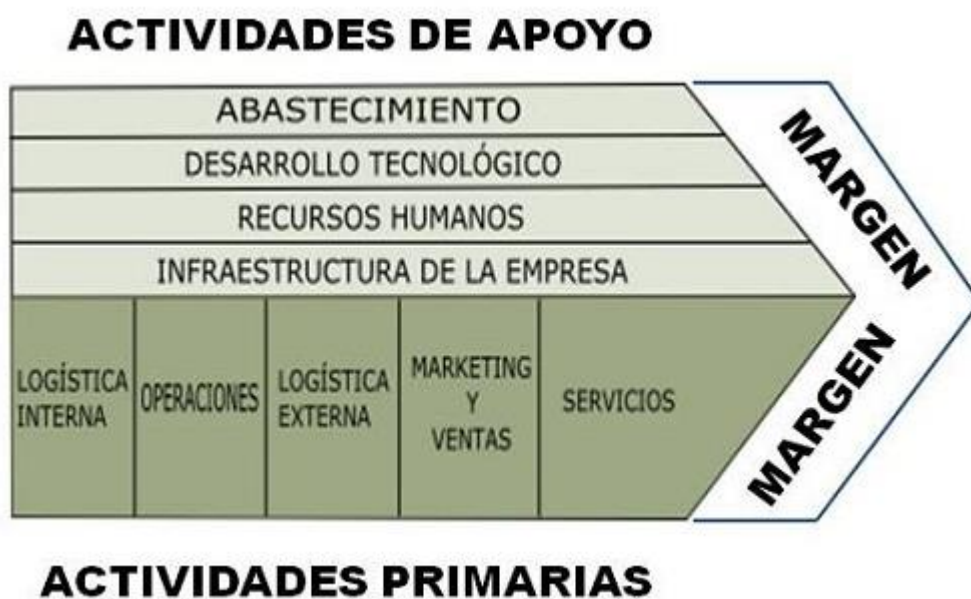 ACTIVIDADES DE APOYO
ABASTECIMIENTO
DESARROLLO TECNOLÓGICO
RECURSOS HUMANOS
INFRAESTRUCTURA DE LA EMPRESA
MARGEN
LOGÍSTICA
INTERNA
OPERACIONES
LOGÍSTICA
EXTERNA
MARKETING
Y
VENTAS
SERVICIOS
MARGEN
ACTIVIDADES PRIMARIAS